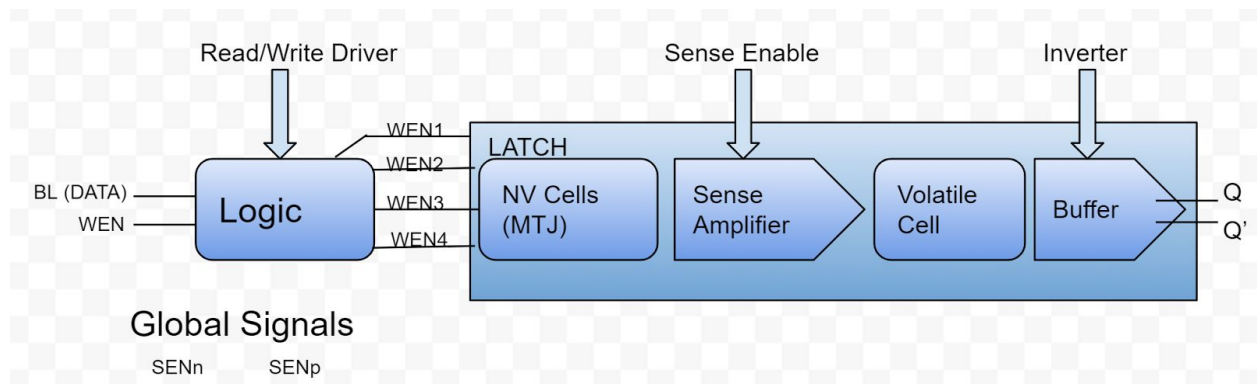 Read/Write Driver
Sense Enable
Inverter
WEN1
LATCH
WEN2
BL (DATA)
WEN
Logic
WEN3
WEN4
NV Cells
(MTJ)
Sense
Amplifier
Volatile
Cell
Buffer
Q
Q'
Global Signals
SENn
SENp